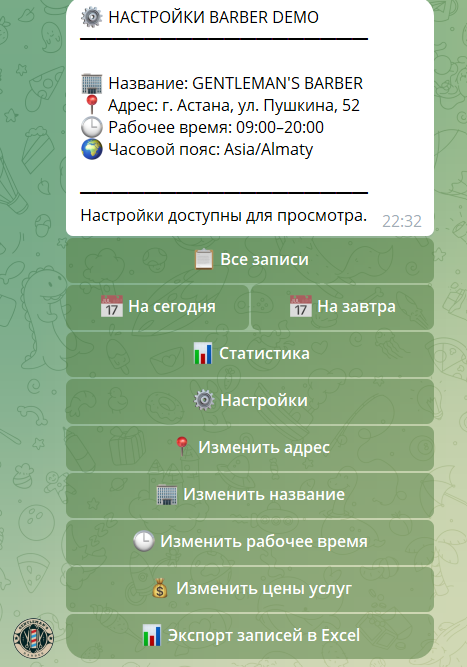 ⚙️ НАСТРОЙКИ BARBER DEMO
🏢 Название: GENTLEMAN'S BARBER
📍 Адрес: г. Астана, ул. Пушкина, 52
🕒 Рабочее время: 09:00–20:00
🌍 Часовой пояс: Asia/Almaty
Настройки доступны для просмотра. 22:32
📋 Все записи
📅 На сегодня
📅 На завтра
📊 Статистика
⚙️ Настройки
📍 Изменить адрес
🏢 Изменить название
🕒 Изменить рабочее время
💰 Изменить цены услуг
📊 Экспорт записей в Excel